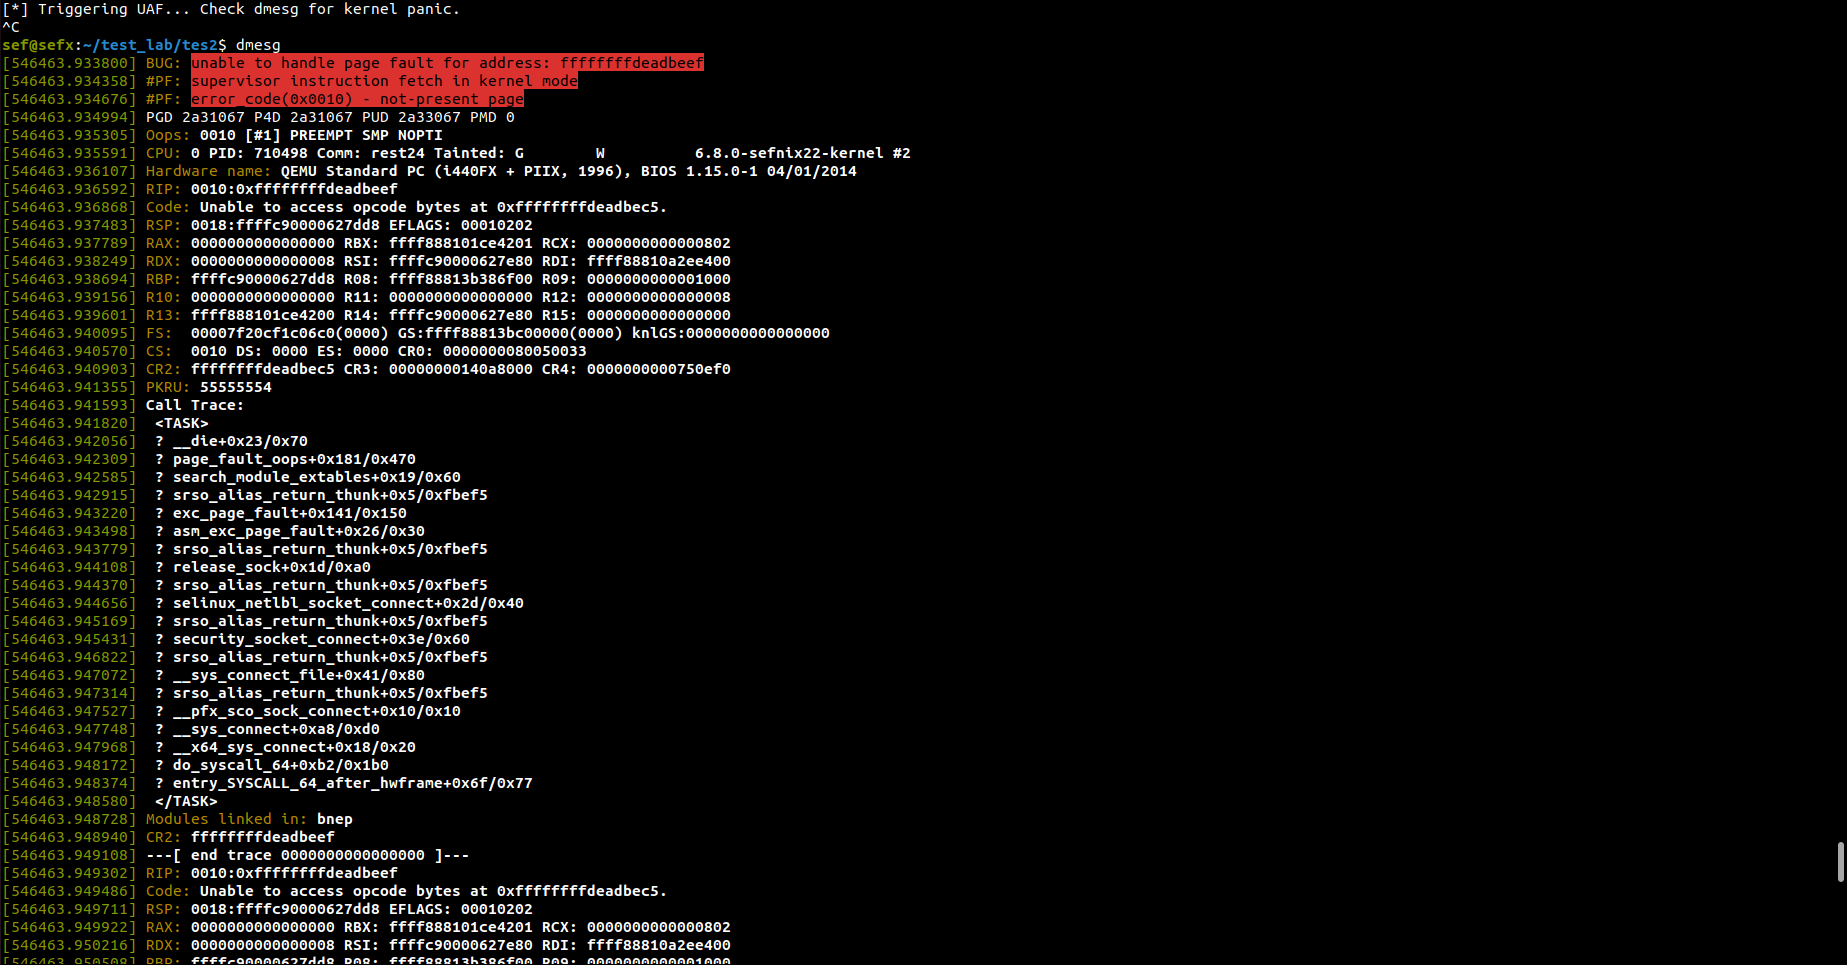 [*] Triggering UAF... Check dmesg for kernel panic.
^C
sef@sefx:~/test_lab/tes2$ dmesg
[546463.933800] BUG: unable to handle page fault for address: ffffffffdeadbeef
[546463.934358] #PF: supervisor instruction fetch in kernel mode
[546463.934676] #PF: error_code(0x0010) - not-present page
[546463.934994] PGD 2a31067 P4D 2a31067 PUD 2a33067 PMD 0
[546463.935305] Oops: 0010 [#1] PREEMPT SMP NOPTI
[546463.935591] CPU: 0 PID: 710498 Comm: rest24 Tainted: G        W          6.8.0-sefnix22-kernel #2
[546463.936107] Hardware name: QEMU Standard PC (i440FX + PIIX, 1996), BIOS 1.15.0-1 04/01/2014
[546463.936592] RIP: 0010:0xffffffffdeadbeef
[546463.936868] Code: Unable to access opcode bytes at 0xffffffffdeadbec5.
[546463.937483] RSP: 0018:ffffc90000627dd8 EFLAGS: 00010202
[546463.937789] RAX: 0000000000000000 RBX: ffff888101ce4201 RCX: 0000000000000802
[546463.938249] RDX: 0000000000000008 RSI: ffffc90000627e80 RDI: ffff88810a2ee400
[546463.938694] RBP: ffffc90000627dd8 R08: ffff88813b386f00 R09: 0000000000001000
[546463.939156] R10: 0000000000000000 R11: 0000000000000000 R12: 0000000000000008
[546463.939601] R13: ffff888101ce4200 R14: ffffc90000627e80 R15: 0000000000000000
[546463.940095] FS:  00007f20cf1c06c0(0000) GS:ffff88813bc00000(0000) knlGS:0000000000000000
[546463.940570] CS:  0010 DS: 0000 ES: 0000 CR0: 0000000080050033
[546463.940903] CR2: ffffffffdeadbec5 CR3: 00000000140a8000 CR4: 0000000000750ef0
[546463.941355] PKRU: 55555554
[546463.941593] Call Trace:
[546463.941820]  <TASK>
[546463.942056]  ? __die+0x23/0x70
[546463.942309]  ? page_fault_oops+0x181/0x470
[546463.942585]  ? search_module_extables+0x19/0x60
[546463.942915]  ? srso_alias_return_thunk+0x5/0xfbef5
[546463.943220]  ? exc_page_fault+0x141/0x150
[546463.943498]  ? asm_exc_page_fault+0x26/0x30
[546463.943779]  ? srso_alias_return_thunk+0x5/0xfbef5
[546463.944108]  ? release_sock+0x1d/0xa0
[546463.944370]  ? srso_alias_return_thunk+0x5/0xfbef5
[546463.944656]  ? selinux_netlbl_socket_connect+0x2d/0x40
[546463.945169]  ? srso_alias_return_thunk+0x5/0xfbef5
[546463.945431]  ? security_socket_connect+0x3e/0x60
[546463.946822]  ? srso_alias_return_thunk+0x5/0xfbef5
[546463.947072]  ? __sys_connect_file+0x41/0x80
[546463.947314]  ? srso_alias_return_thunk+0x5/0xfbef5
[546463.947527]  ? __pfx_sco_sock_connect+0x10/0x10
[546463.947748]  ? __sys_connect+0xa8/0xd0
[546463.947968]  ? __x64_sys_connect+0x18/0x20
[546463.948172]  ? do_syscall_64+0xb2/0x1b0
[546463.948374]  ? entry_SYSCALL_64_after_hwframe+0x6f/0x77
[546463.948580]  </TASK>
[546463.948728] Modules linked in: bnep
[546463.948940] CR2: ffffffffdeadbeef
[546463.949108] ---[ end trace 0000000000000000 ]---
[546463.949302] RIP: 0010:0xffffffffdeadbeef
[546463.949486] Code: Unable to access opcode bytes at 0xffffffffdeadbec5.
[546463.949711] RSP: 0018:ffffc90000627dd8 EFLAGS: 00010202
[546463.949922] RAX: 0000000000000000 RBX: ffff888101ce4201 RCX: 0000000000000802
[546463.950216] RDX: 0000000000000008 RSI: ffffc90000627e80 RDI: ffff88810a2ee400
[546463.950508] RBP: ffffc90000627dd8 R08: ffff88813b386f00 R09: 0000000000001000